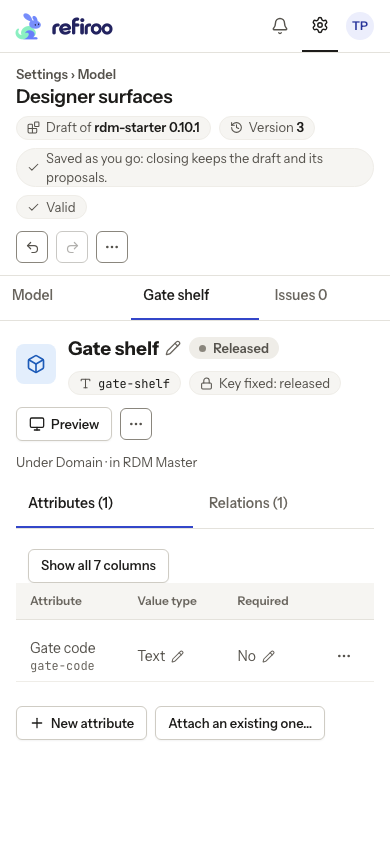 refiroo
TP
Settings › Model
Designer surfaces
Draft of rdm-starter 0.10.1
Version 3
Saved as you go: closing keeps the draft and its
proposals.
Valid
Model
Gate shelf
Issues 0
Gate shelf
Released
gate-shelf
Key fixed: released
Preview
Under Domain · in RDM Master
Attributes (1)
Relations (1)
Show all 7 columns
Attribute
Value type
Required
Gate code
gate-code
Text
No
New attribute
Attach an existing one...